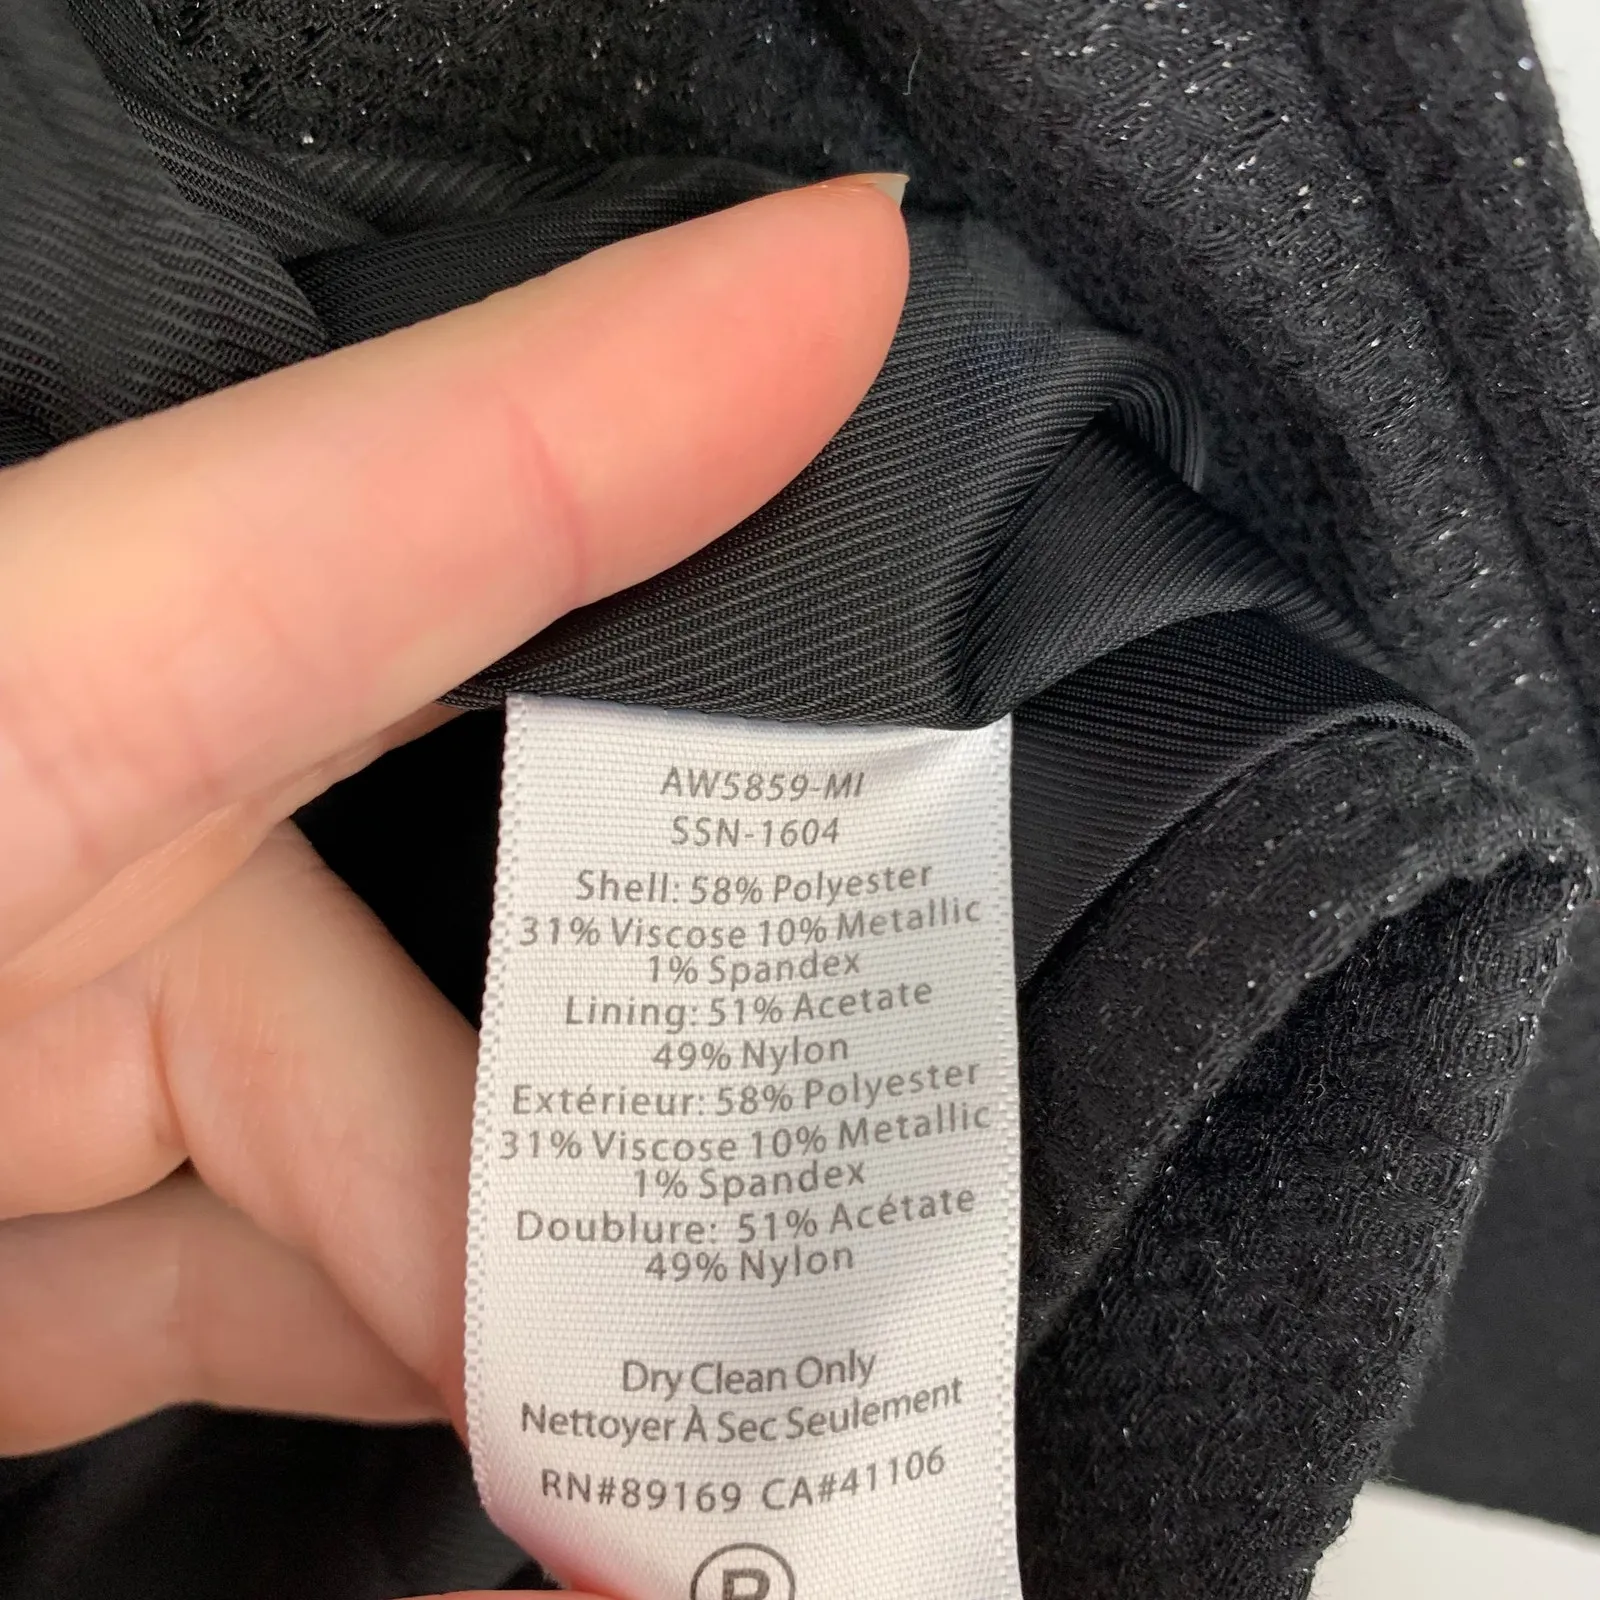 AW5859-MI
SSN-1604
Shell: 58% Polyester
31% Viscose 10% Metallic
1% Spandex
Lining: 51% Acetate
49% Nylon
Extérieur: 58% Polyester
31% Viscose 10% Metallic
1% Spandex
Doublure: 51% Acétate
49% Nylon
Dry Clean Only
Nettoyer À Sec Seulement
RN#89169 CA#41106
P